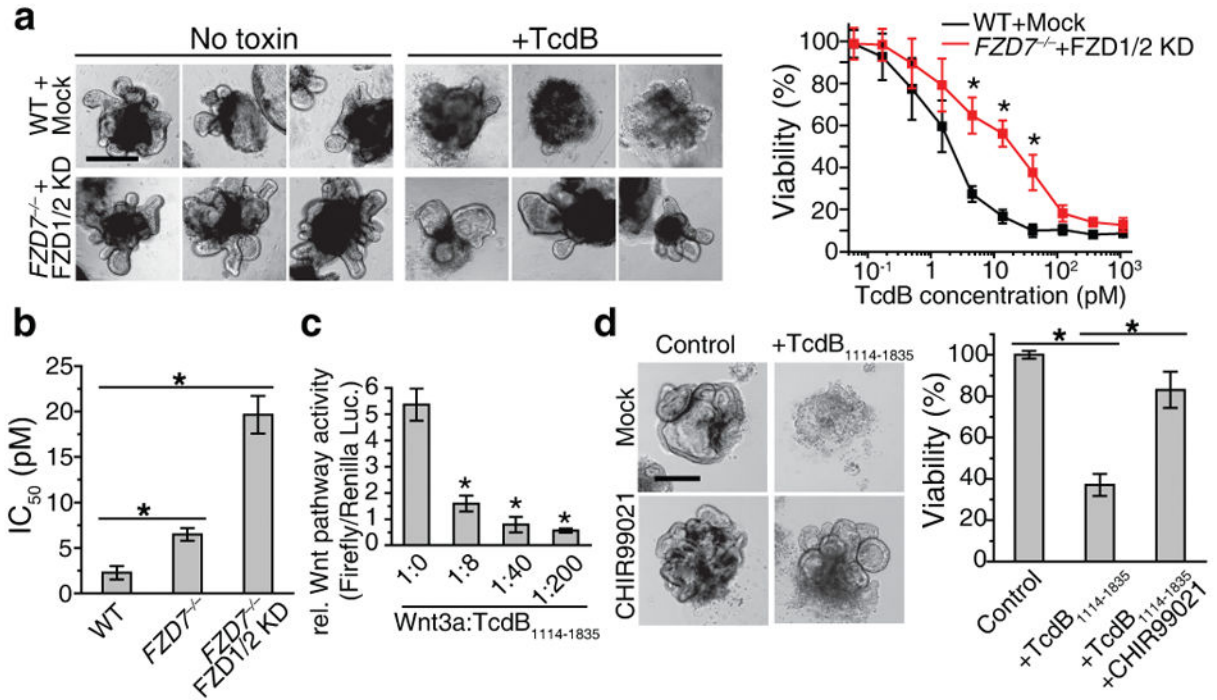 a
No toxin
+TcdB
WT +
Mock
FZD7⁻/⁻+
FZD1/2 KD
WT+Mock
FZD7⁻/⁻+FZD1/2 KD
*
*
*
Viability (%)
100
80
60
40
20
0
10⁻¹
1
10
10²
10³
TcdB concentration (pM)
b
IC₅₀ (pM)
25
20
15
10
5
0
*
*
WT
FZD7⁻/⁻
FZD7⁻/⁻
FZD1/2 KD
c
rel. Wnt pathway activity
(Firefly/Renilla Luc.)
6
5
4
3
2
1
0
*
*
*
1:0
1:8
1:40
1:200
Wnt3a:TcdB₁₁₁₄₋₁₈₃₅
d
Control
+TcdB₁₁₁₄₋₁₈₃₅
Mock
CHIR99021
Viability (%)
100
80
60
40
20
0
*
*
Control
+TcdB₁₁₁₄₋₁₈₃₅
+TcdB₁₁₁₄₋₁₈₃₅
+CHIR99021